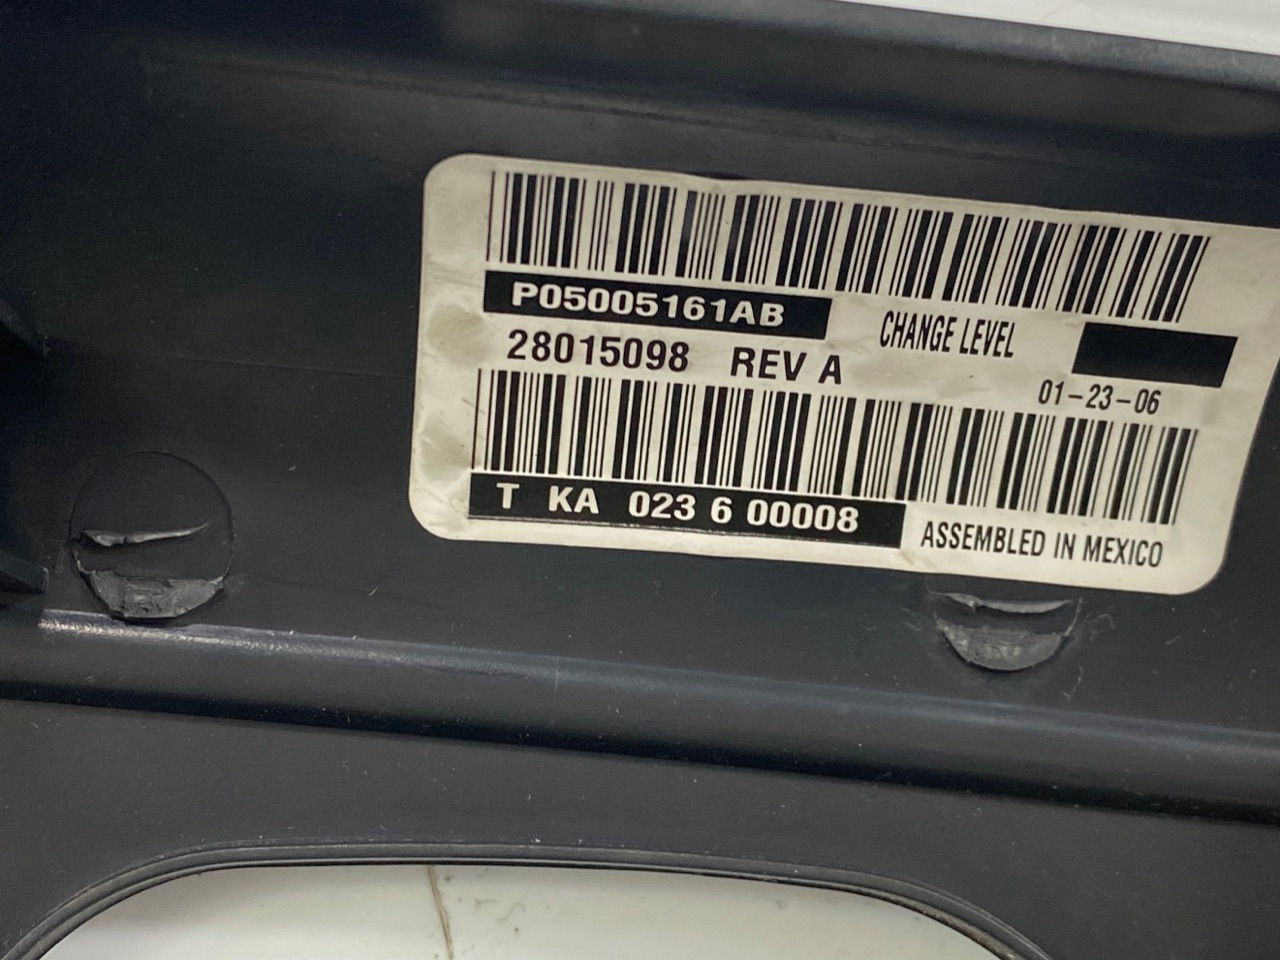 P05005161AB
CHANGE LEVEL
28015098 REV A
01-23-06
T KA 023 6 00008
ASSEMBLED IN MEXICO